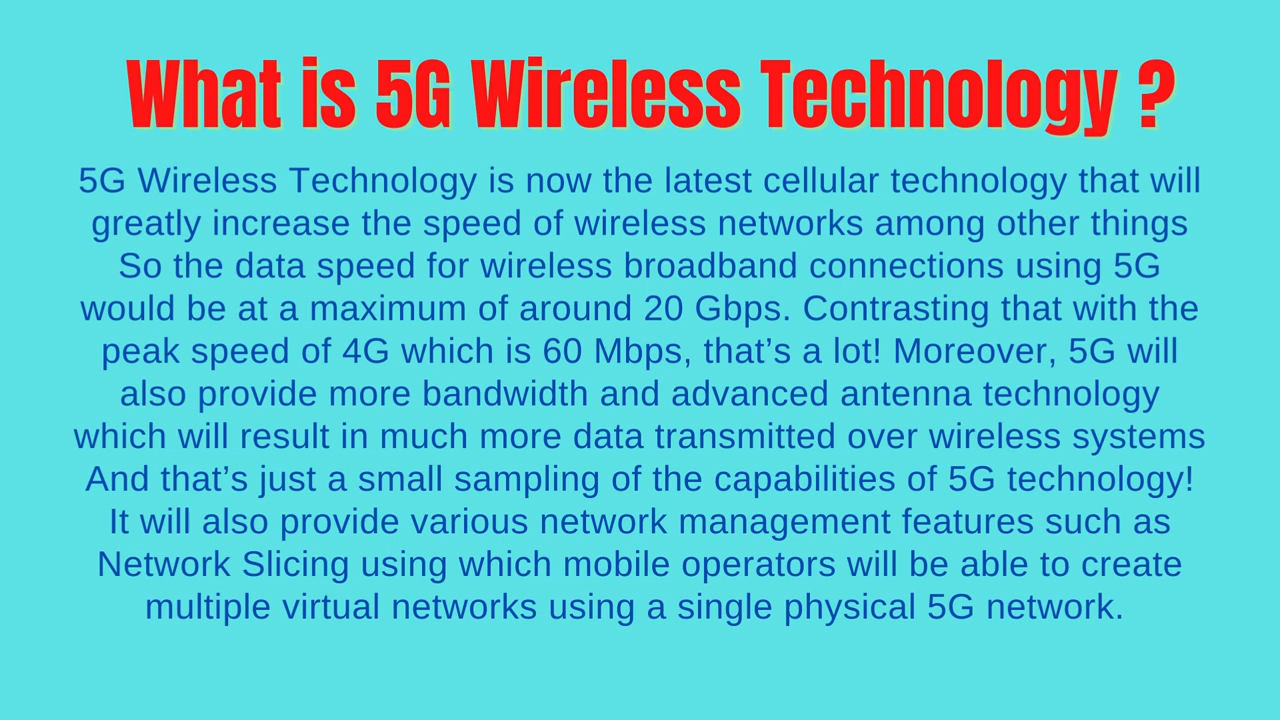 What is 5G Wireless Technology ?
5G Wireless Technology is now the latest cellular technology that will
greatly increase the speed of wireless networks among other things
So the data speed for wireless broadband connections using 5G
would be at a maximum of around 20 Gbps. Contrasting that with the
peak speed of 4G which is 60 Mbps, that’s a lot! Moreover, 5G will
also provide more bandwidth and advanced antenna technology
which will result in much more data transmitted over wireless systems
And that’s just a small sampling of the capabilities of 5G technology!
It will also provide various network management features such as
Network Slicing using which mobile operators will be able to create
multiple virtual networks using a single physical 5G network.